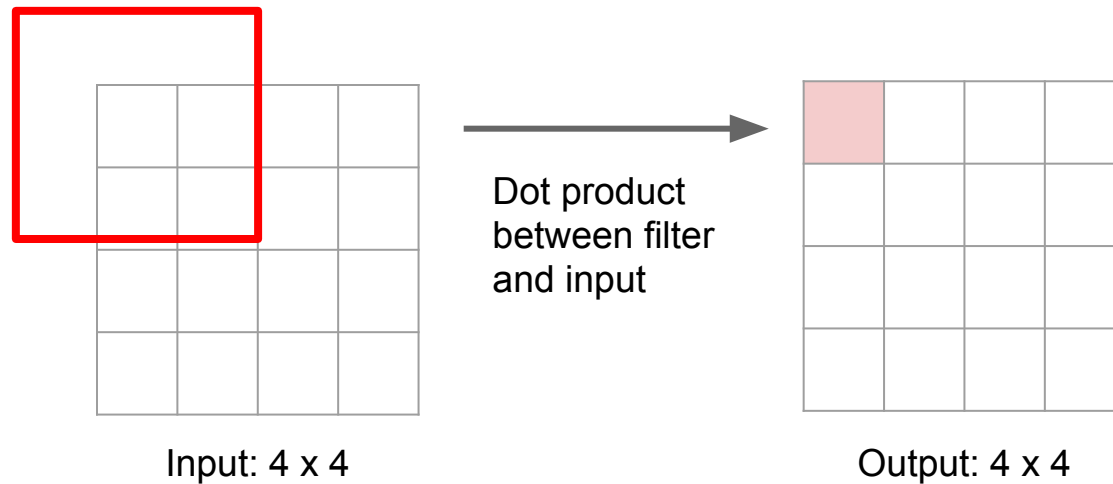 Dot product
between filter
and input
Input: 4 x 4
Output: 4 x 4